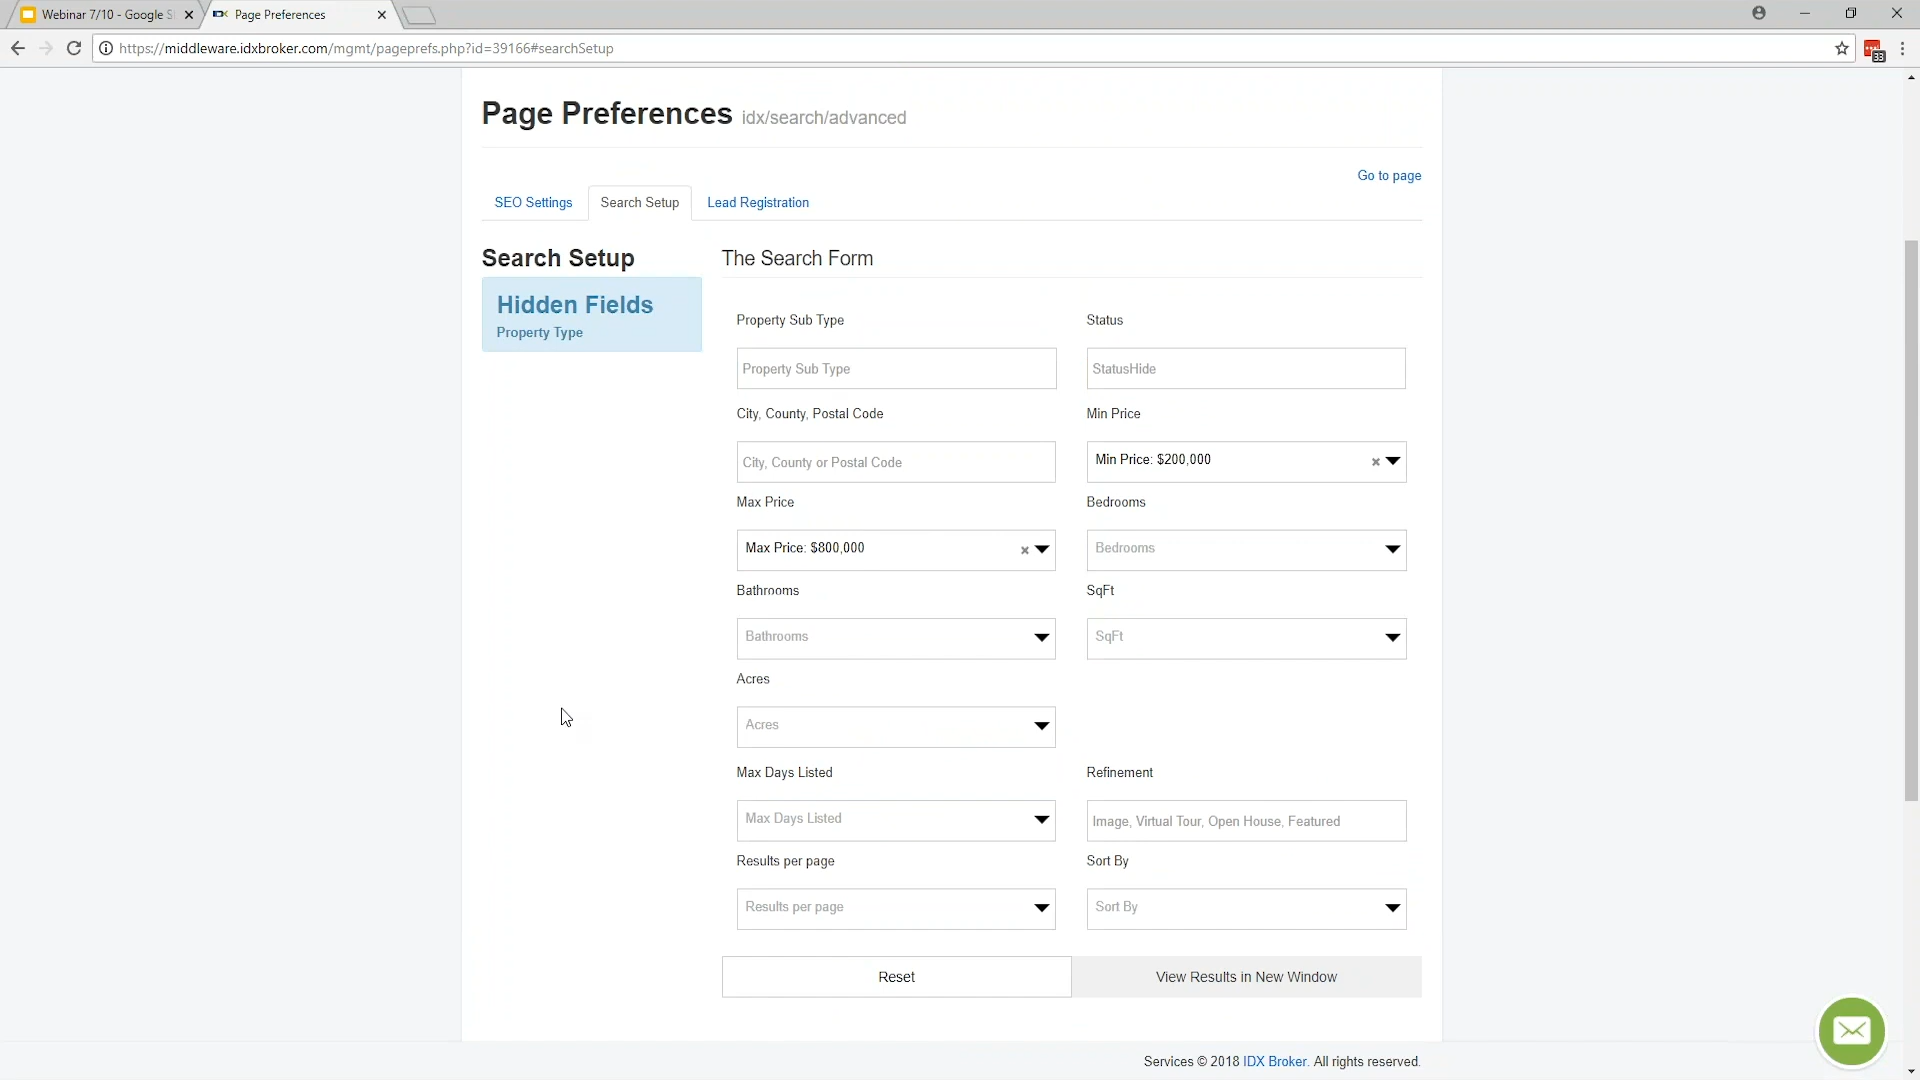 Webinar 7/10 - Google S
Page Preferences
https://middleware.idxbroker.com/mgmt/pageprefs.php?id=39166#searchSetup
33
Page Preferences idx/search/advanced
Go to page
SEO Settings
Search Setup
Lead Registration
Search Setup
The Search Form
Hidden Fields
Property Type
Property Sub Type
Status
Property Sub Type
StatusHide
City, County, Postal Code
Min Price
City, County or Postal Code
Min Price: $200,000
Max Price
Bedrooms
Max Price: $800,000
Bedrooms
Bathrooms
SqFt
Bathrooms
SqFt
Acres
Acres
Max Days Listed
Refinement
Max Days Listed
Image, Virtual Tour, Open House, Featured
Results per page
Sort By
Results per page
Sort By
Reset
View Results in New Window
Services © 2018 IDX Broker. All rights reserved.